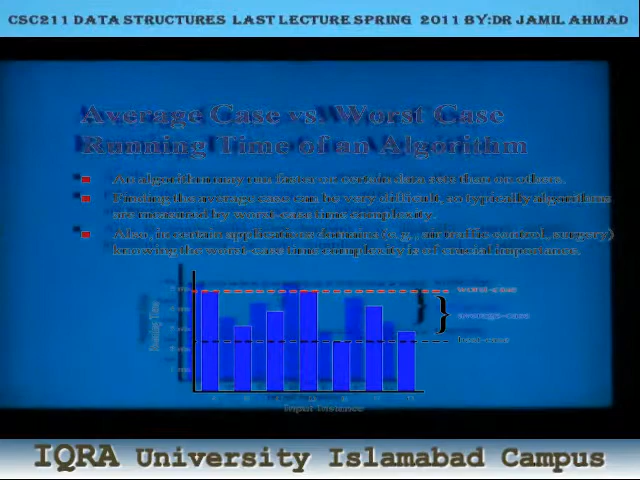 CSC211 DATA STRUCTURES LAST LECTURE SPRING 2011 BY:DR JAMIL AHMAD
Average Case vs. Worst Case
Running Time of an Algorithm
An algorithm may run faster on certain data sets than on others.
Finding the average case can be very difficult, so typically algorithms
are measured by worst-case time complexity.
Also, in certain applications domains (e.g., air traffic control, surgery)
knowing the worst-case time complexity is of crucial importance.
worst-case
average-case
best-case
Running Time
Input Instance
IQRA University Islamabad Campus